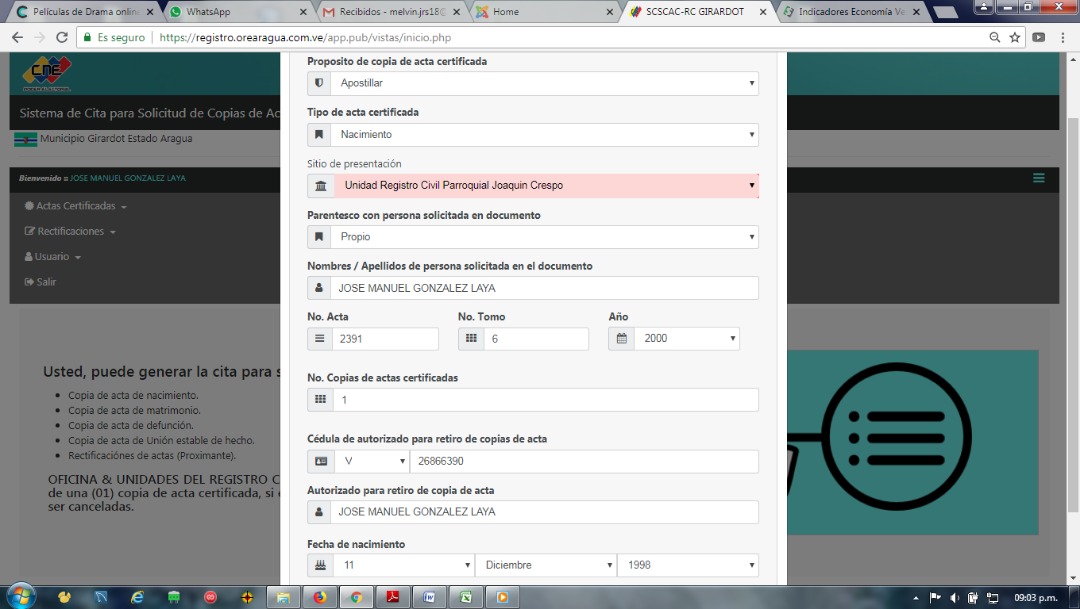 Películas de Drama onlin
WhatsApp
Recibidos - melvin.jrs18@
Home
SCSCAC-RC GIRARDOT
Indicadores Economía Ve
Es seguro
https://registro.orearagua.com.ve/app.pub/vistas/inicio.php
CNE
Sistema de Cita para Solicitud de Copias de Ac
Municipio Girardot Estado Aragua
Bienvenido :: JOSE MANUEL GONZALEZ LAYA
Actas Certificadas
Rectificaciones
Usuario
Salir
Usted, puede generar la cita para s
Copia de acta de nacimiento.
Copia de acta de matrimonio.
Copia de acta de defunción.
Copia de acta de Unión estable de hecho.
Rectificaciónes de actas (Proximante).
OFICINA & UNIDADES DEL REGISTRO C
de una (01) copia de acta certificada, si
ser canceladas.
Proposito de copia de acta certificada
Apostillar
Tipo de acta certificada
Nacimiento
Sitio de presentación
Unidad Registro Civil Parroquial Joaquin Crespo
Parentesco con persona solicitada en documento
Propio
Nombres / Apellidos de persona solicitada en el documento
JOSE MANUEL GONZALEZ LAYA
No. Acta
No. Tomo
Año
2391
6
2000
No. Copias de actas certificadas
1
Cédula de autorizado para retiro de copias de acta
V
26866390
Autorizado para retiro de copia de acta
JOSE MANUEL GONZALEZ LAYA
Fecha de nacimiento
11
Diciembre
1998
09:03 p.m.